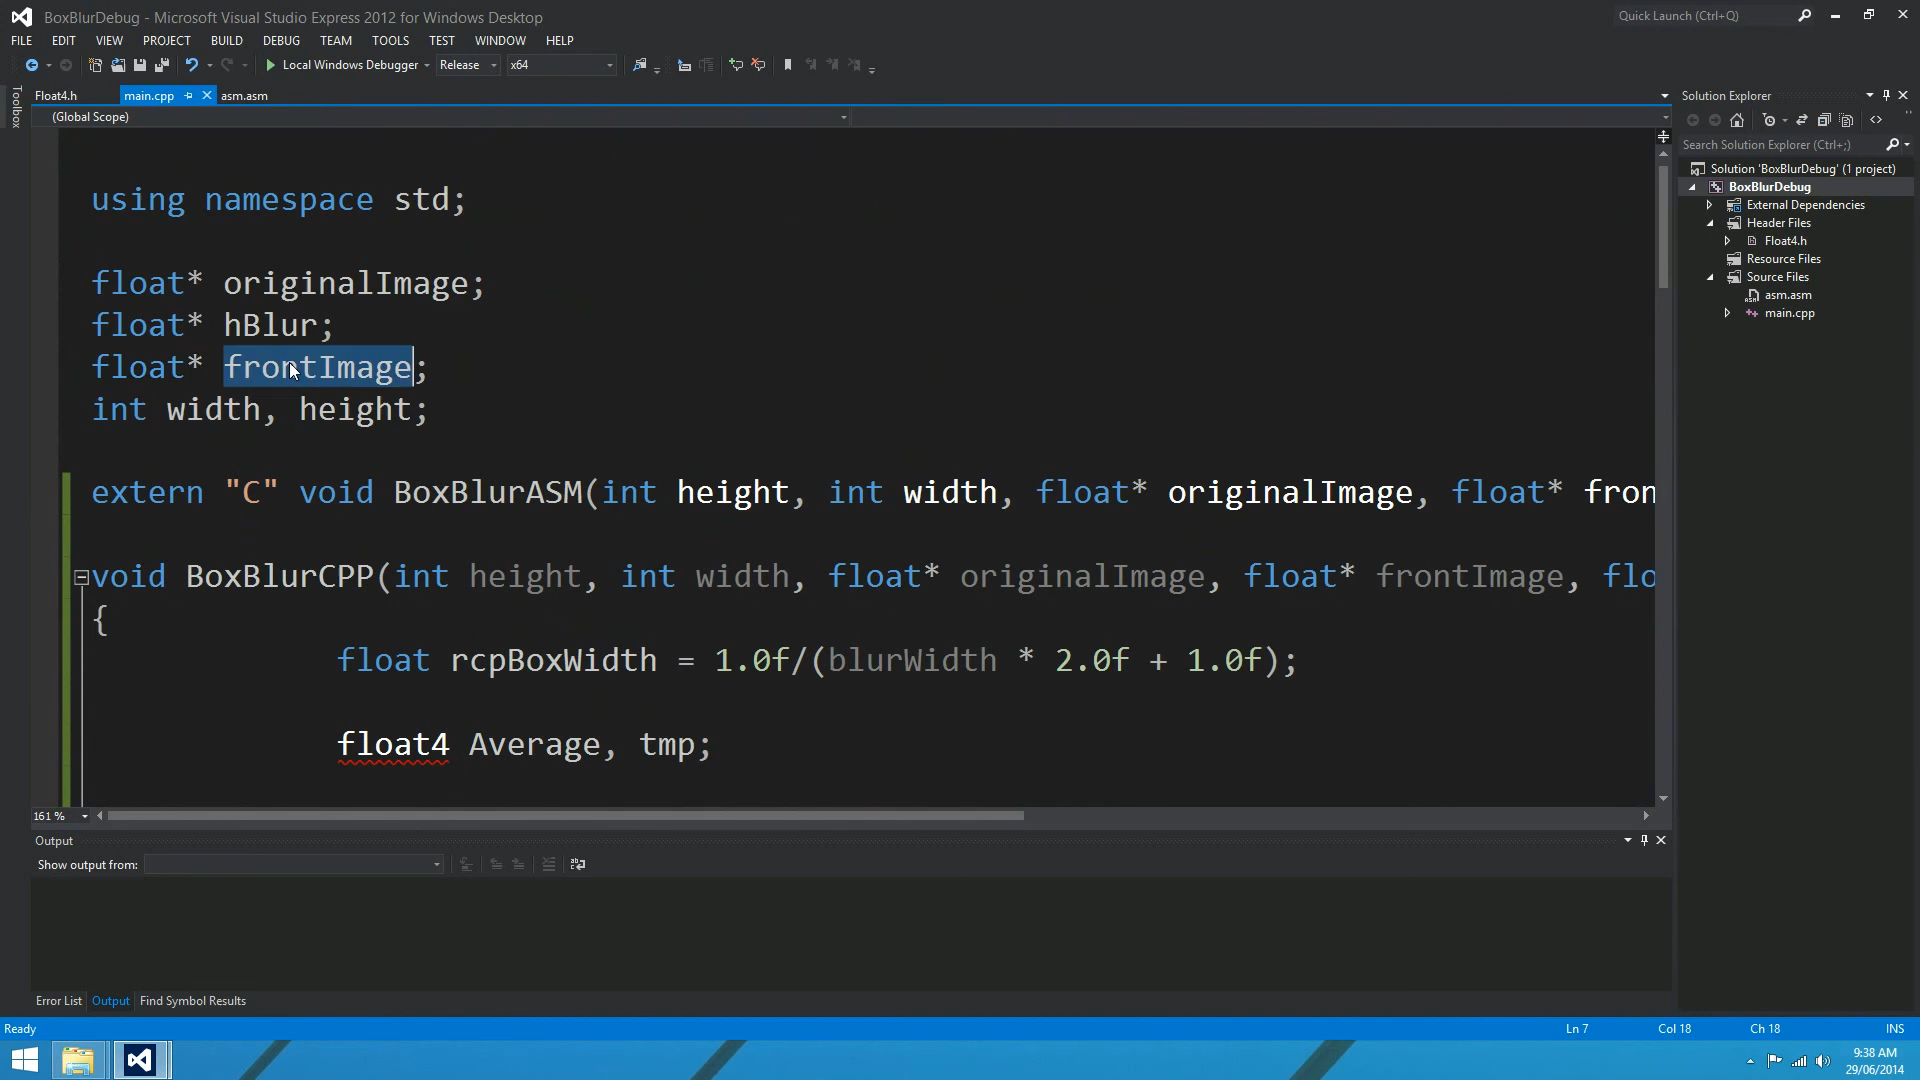 BoxBlurDebug - Microsoft Visual Studio Express 2012 for Windows Desktop
Quick Launch (Ctrl+Q)
FILE EDIT VIEW PROJECT BUILD DEBUG TEAM TOOLS TEST WINDOW HELP
Local Windows Debugger Release x64
Toolbox
Float4.h main.cpp asm.asm
(Global Scope)
using namespace std;
float* originalImage;
float* hBlur;
float* frontImage;
int width, height;
extern "C" void BoxBlurASM(int height, int width, float* originalImage, float* fron
void BoxBlurCPP(int height, int width, float* originalImage, float* frontImage, flo
{
float rcpBoxWidth = 1.0f/(blurWidth * 2.0f + 1.0f);
float4 Average, tmp;
161 %
Solution Explorer
Search Solution Explorer (Ctrl+;)
Solution 'BoxBlurDebug' (1 project)
BoxBlurDebug
External Dependencies
Header Files
Float4.h
Resource Files
Source Files
asm.asm
main.cpp
Output
Show output from:
Error List Output Find Symbol Results
Ready Ln 7 Col 18 Ch 18 INS
9:38 AM
29/06/2014